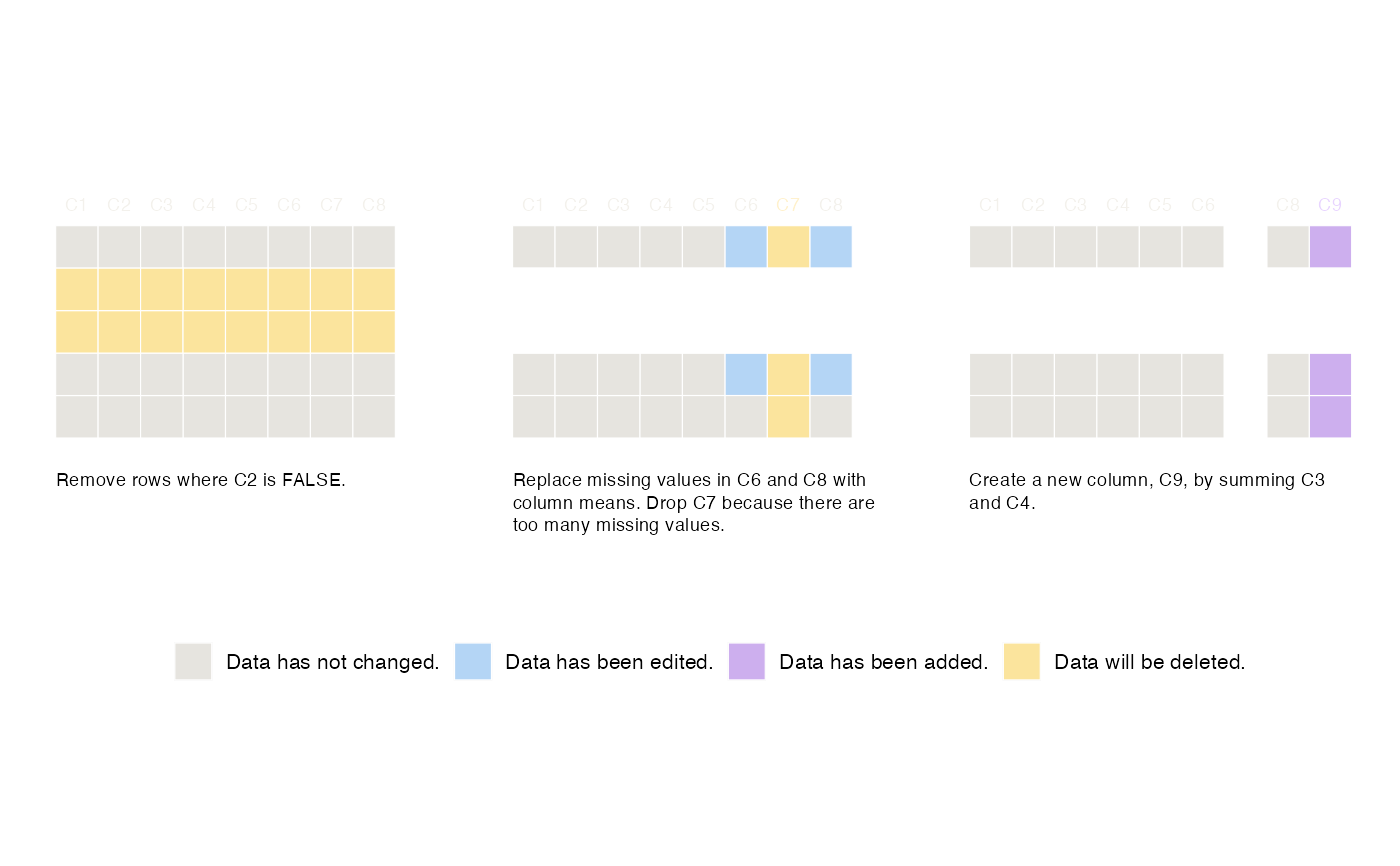 C1 C2 C3 C4 C5 C6 C7 C8
C1 C2 C3 C4 C5 C6 C7 C8
C1 C2 C3 C4 C5 C6 C8 C9
Remove rows where C2 is FALSE.
Replace missing values in C6 and C8 with
column means. Drop C7 because there are
too many missing values.
Create a new column, C9, by summing C3
and C4.
Data has not changed.
Data has been edited.
Data has been added.
Data will be deleted.